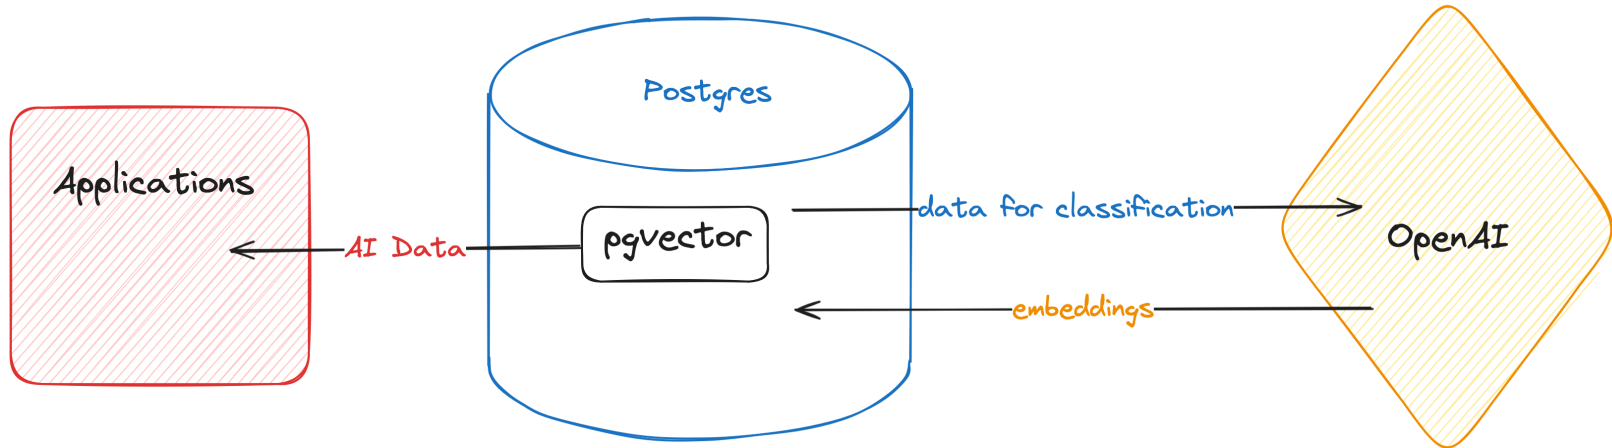 Applications
AI Data
Postgres
pgvector
data for classification
embeddings
OpenAI